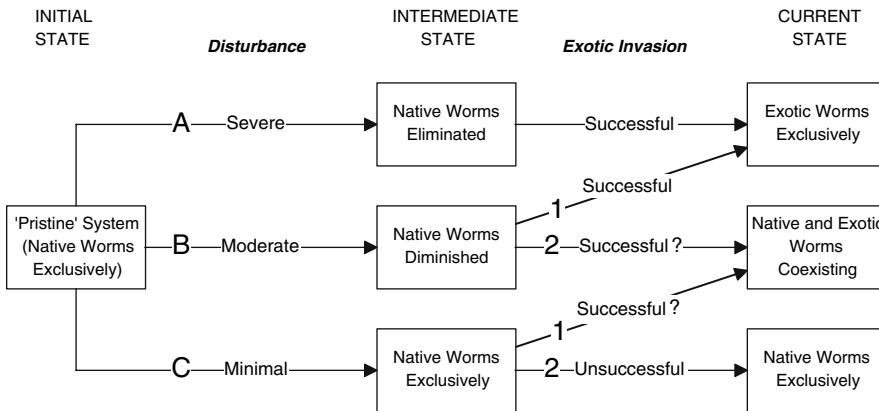 INITIAL
STATE
Disturbance
INTERMEDIATE
STATE
Exotic Invasion
CURRENT
STATE
A Severe
Native Worms
Eliminated
Successful
Exotic Worms
Exclusively
1 Successful
'Pristine' System
(Native Worms
Exclusively)
B Moderate
Native Worms
Diminished
2 Successful ?
Native and Exotic
Worms
Coexisting
1 Successful ?
C Minimal
Native Worms
Exclusively
2 Unsuccessful
Native Worms
Exclusively